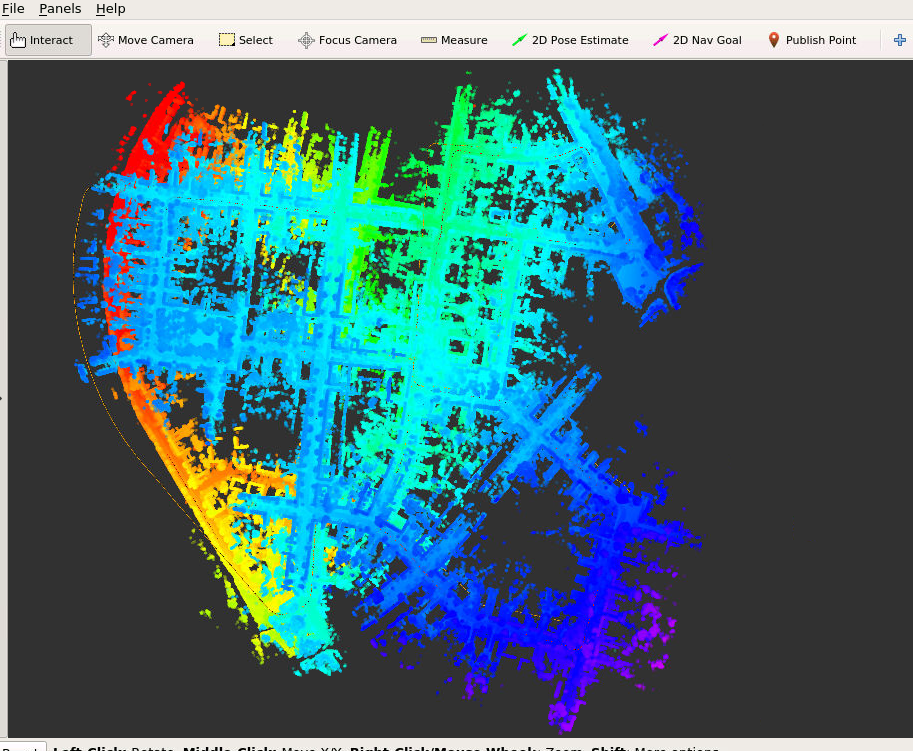 File Panels Help
Interact Move Camera Select Focus Camera Measure 2D Pose Estimate 2D Nav Goal Publish Point
Left-Click: Rotate. Middle-Click: Move X/Y. Right-Click/Mouse Wheel: Zoom. Shift: More options.